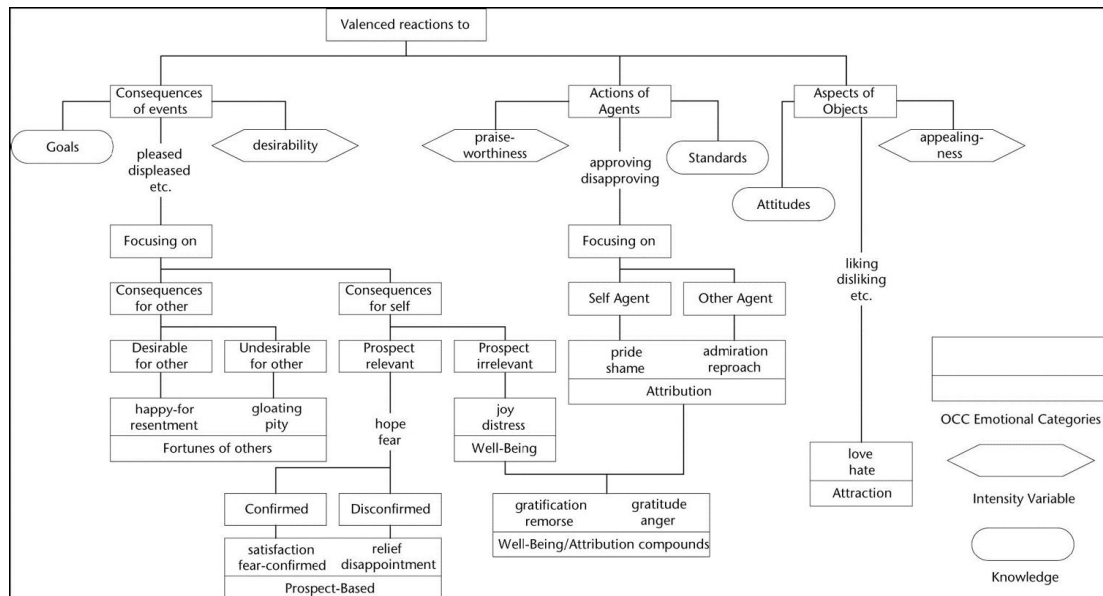 Valenced reactions to
Consequences
of events
Actions of
Agents
Aspects of
Objects
Goals
desirability
praise-
worthiness
Standards
Attitudes
appealing-
ness
pleased
displeased
etc.
approving
disapproving
liking
disliking
etc.
Focusing on
Focusing on
Consequences
for other
Consequences
for self
Self Agent
Other Agent
Desirable
for other
Undesirable
for other
Prospect
relevant
Prospect
irrelevant
pride
shame
admiration
reproach
Attribution
happy-for
resentment
gloating
pity
Fortunes of others
hope
fear
joy
distress
Well-Being
love
hate
Attraction
OCC Emotional Categories
Intensity Variable
Knowledge
Confirmed
Disconfirmed
gratification
remorse
gratitude
anger
Well-Being/Attribution compounds
satisfaction
fear-confirmed
relief
disappointment
Prospect-Based